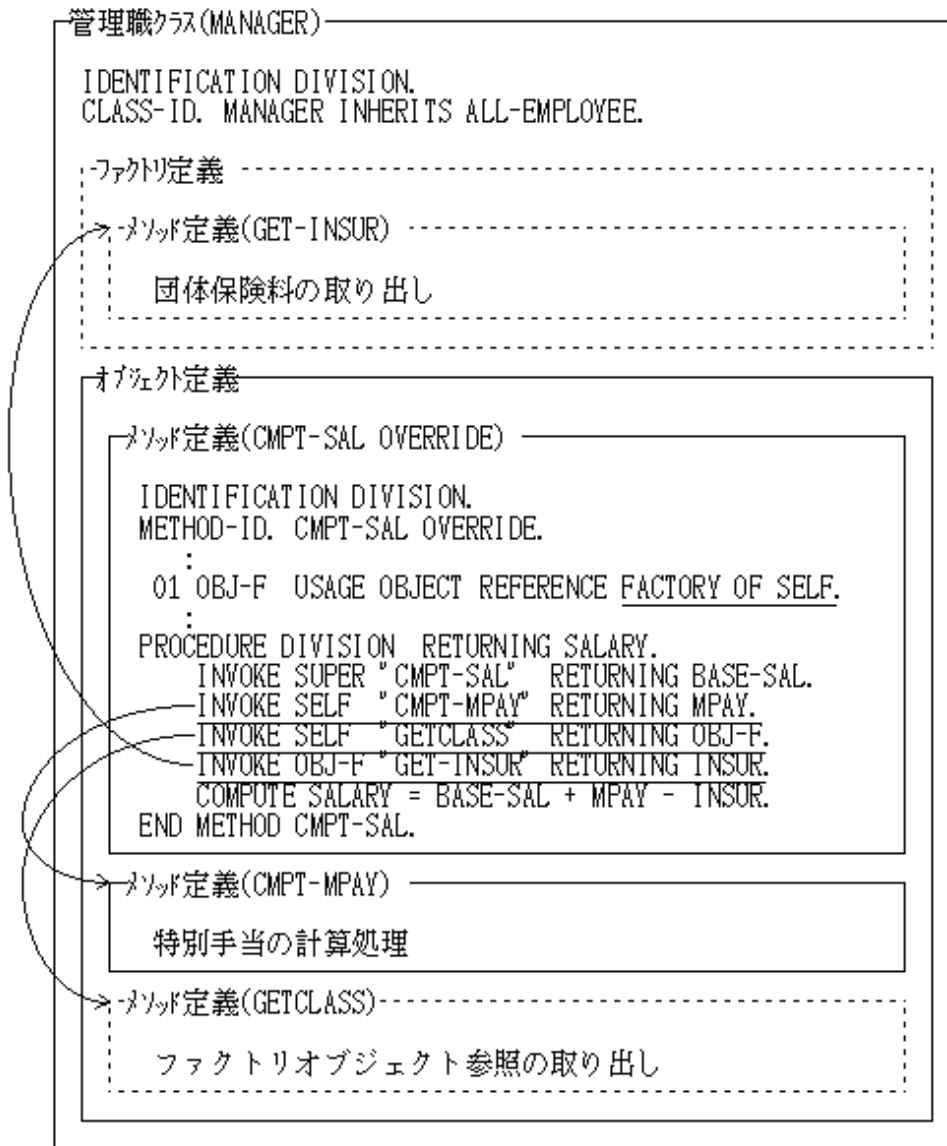 管理職クラス(MANAGER)
IDENTIFICATION DIVISION.
CLASS-ID. MANAGER INHERITS ALL-EMPLOYEE.
ファクトリ定義
メソッド定義(GET-INSUR)
団体保険料の取り出し
オブジェクト定義
メソッド定義(CMPT-SAL OVERRIDE)
IDENTIFICATION DIVISION.
METHOD-ID. CMPT-SAL OVERRIDE.
:
01 OBJ-F USAGE OBJECT REFERENCE FACTORY OF SELF.
:
PROCEDURE DIVISION RETURNING SALARY.
INVOKE SUPER "CMPT-SAL" RETURNING BASE-SAL.
INVOKE SELF "CMPT-MPAY" RETURNING MPAY.
INVOKE SELF "GETCLASS" RETURNING OBJ-F.
INVOKE OBJ-F "GET-INSUR" RETURNING INSUR.
COMPUTE SALARY = BASE-SAL + MPAY - INSUR.
END METHOD CMPT-SAL.
メソッド定義(CMPT-MPAY)
特別手当の計算処理
メソッド定義(GETCLASS)
ファクトリオブジェクト参照の取り出し